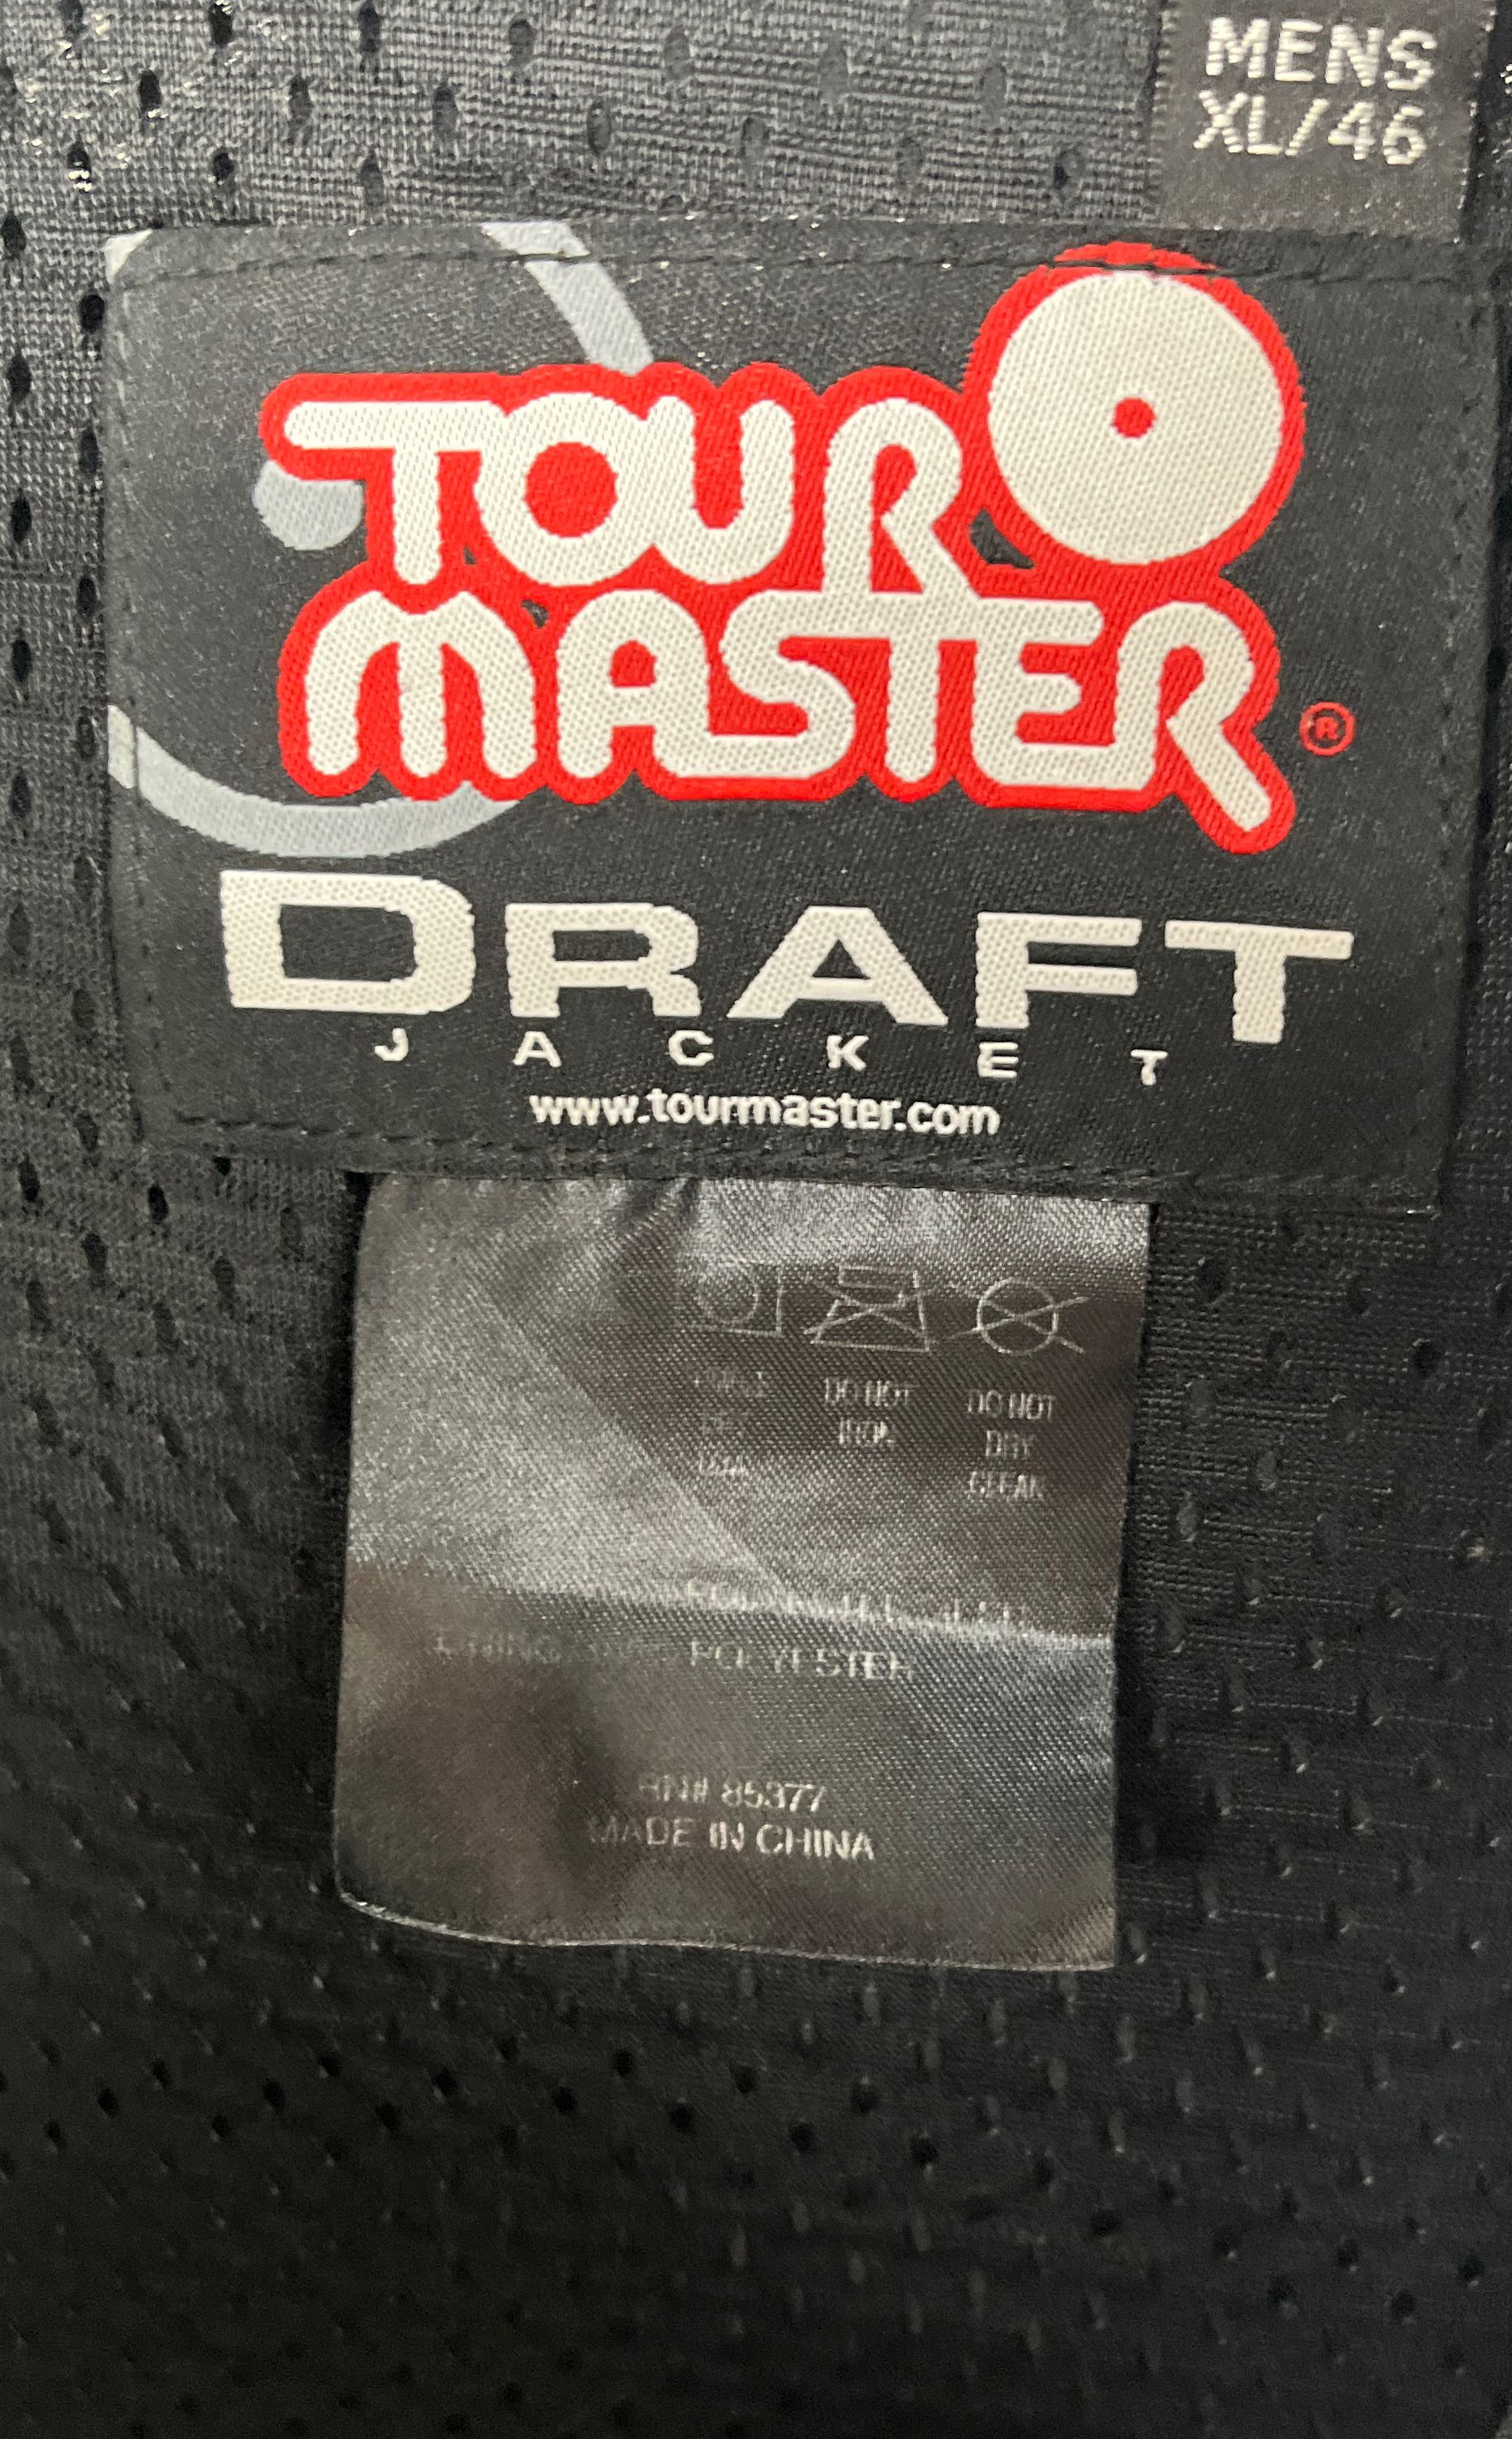 MENS
XL/46
TOUR
MASTER®
DRAFT
JACKET
www.tourmaster.com
DO NOT DO NOT
IRON DRY
CLEAN
POLYESTER
RN# 85377
MADE IN CHINA